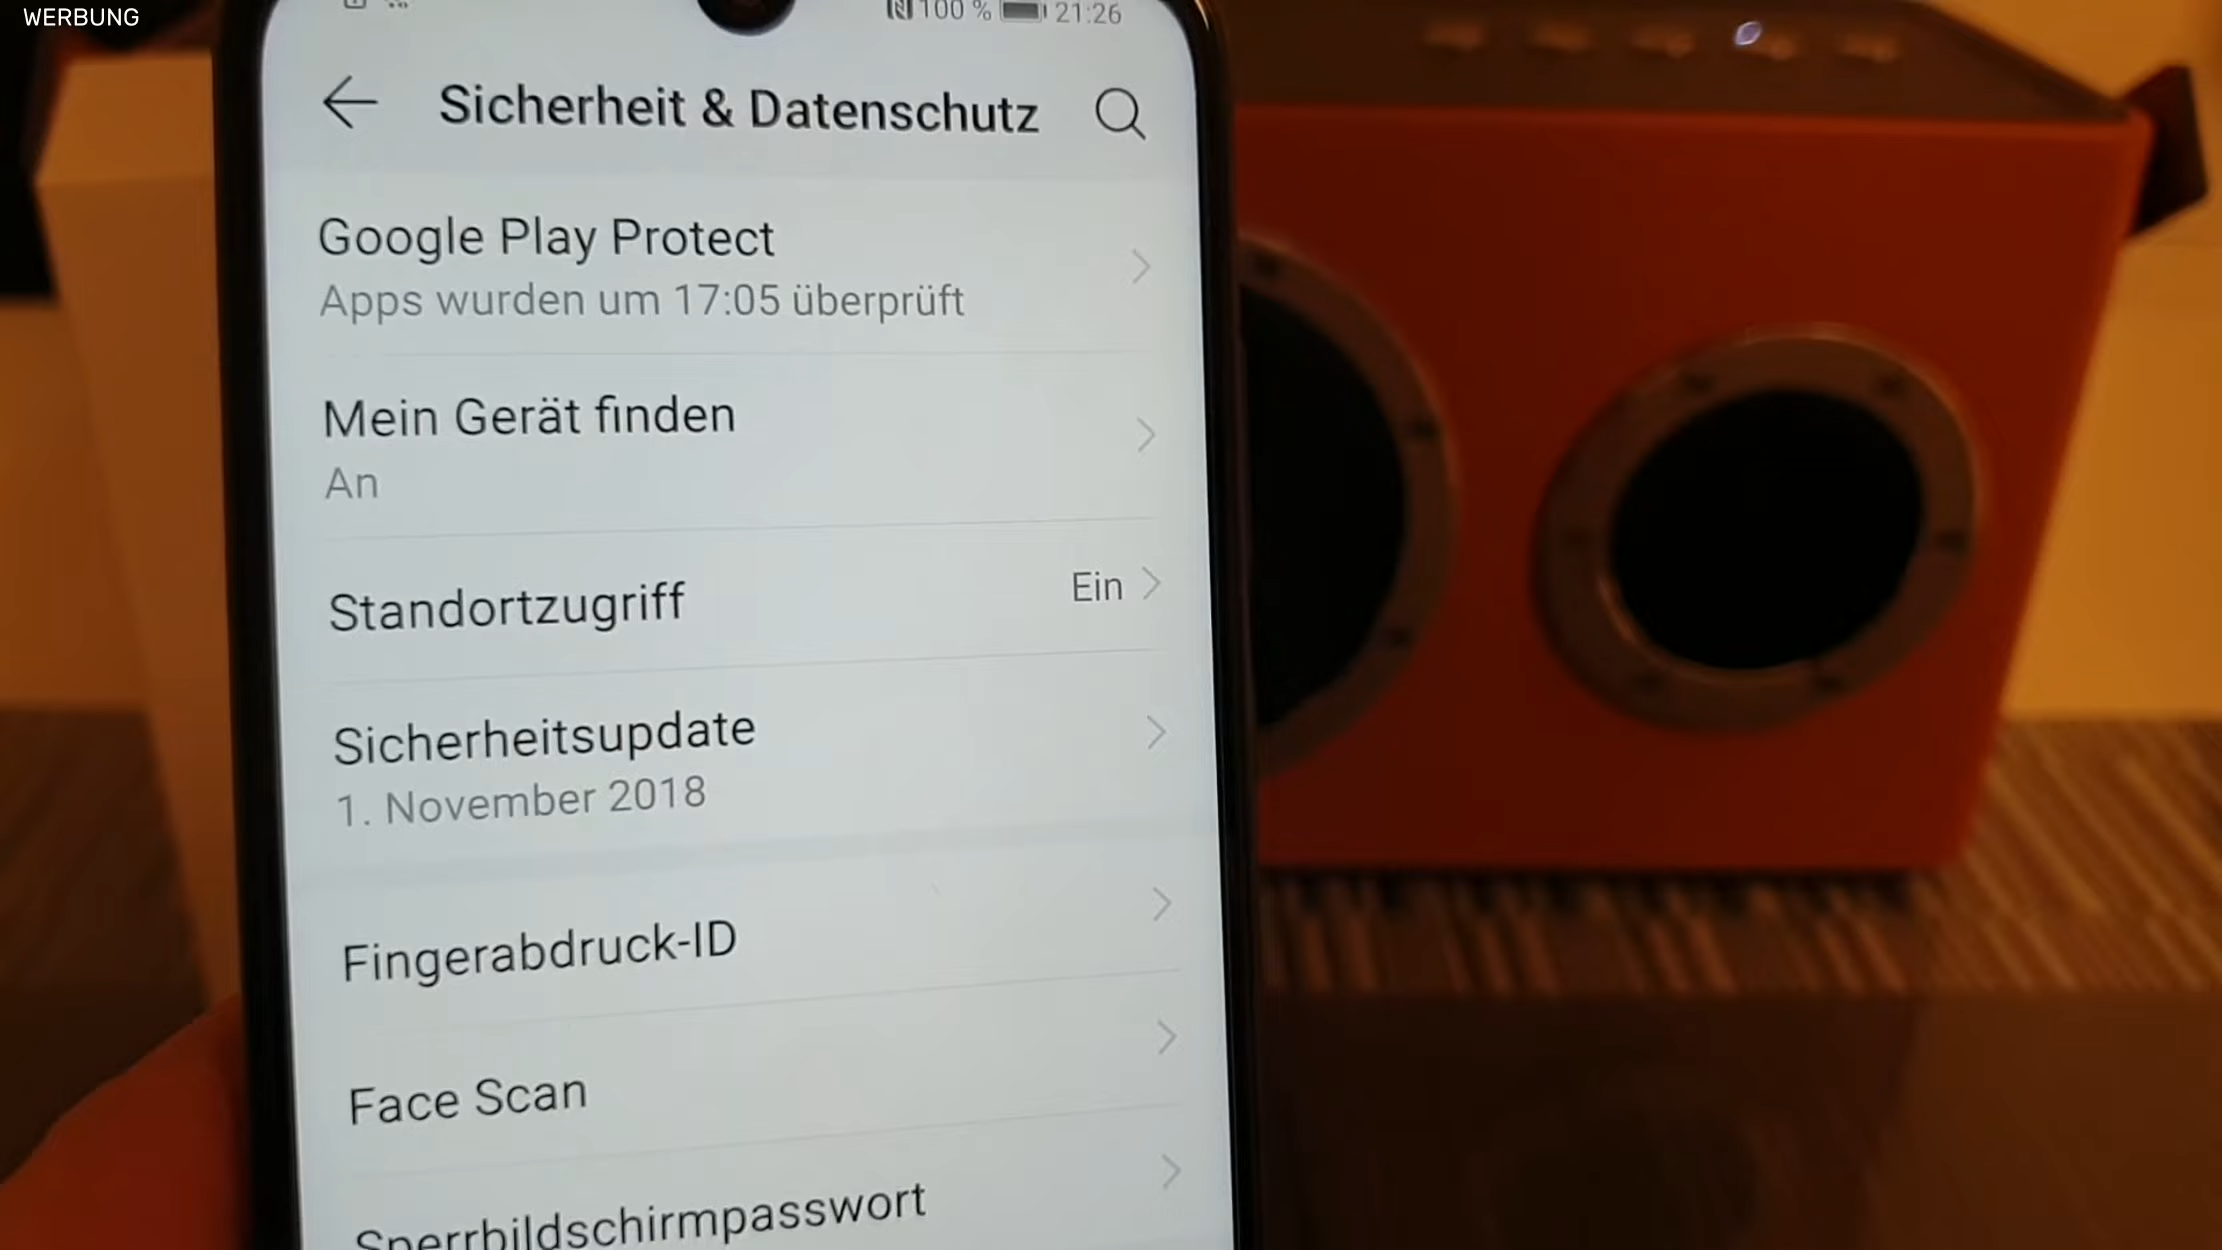 WERBUNG
100 % 21:26
Sicherheit & Datenschutz
Google Play Protect
Apps wurden um 17:05 überprüft
Mein Gerät finden
An
Standortzugriff
Ein
Sicherheitsupdate
1. November 2018
Fingerabdruck-ID
Face Scan
Sperrbildschirmpasswort